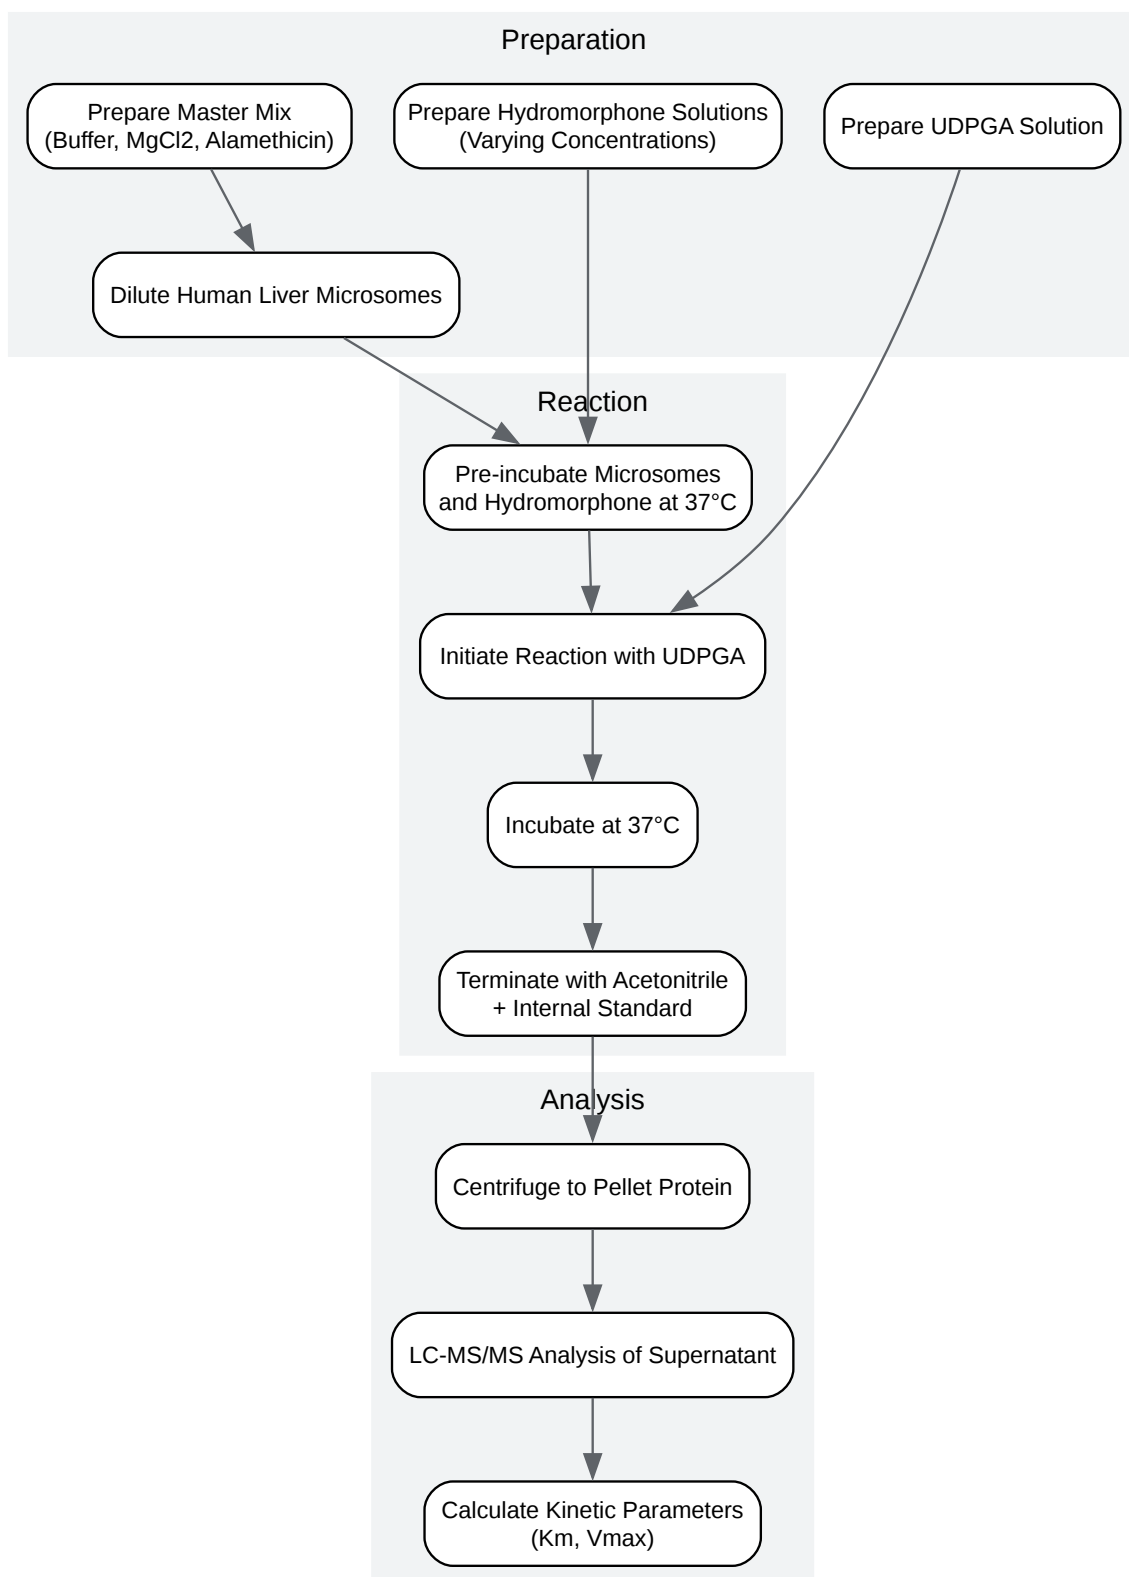 Preparation
Prepare Master Mix
(Buffer, MgCl2, Alamethicin)
Prepare Hydromorphone Solutions
(Varying Concentrations)
Prepare UDPGA Solution
Dilute Human Liver Microsomes
Reaction
Pre-incubate Microsomes
and Hydromorphone at 37°C
Initiate Reaction with UDPGA
Incubate at 37°C
Terminate with Acetonitrile
+ Internal Standard
Analysis
Centrifuge to Pellet Protein
LC-MS/MS Analysis of Supernatant
Calculate Kinetic Parameters
(Km, Vmax)